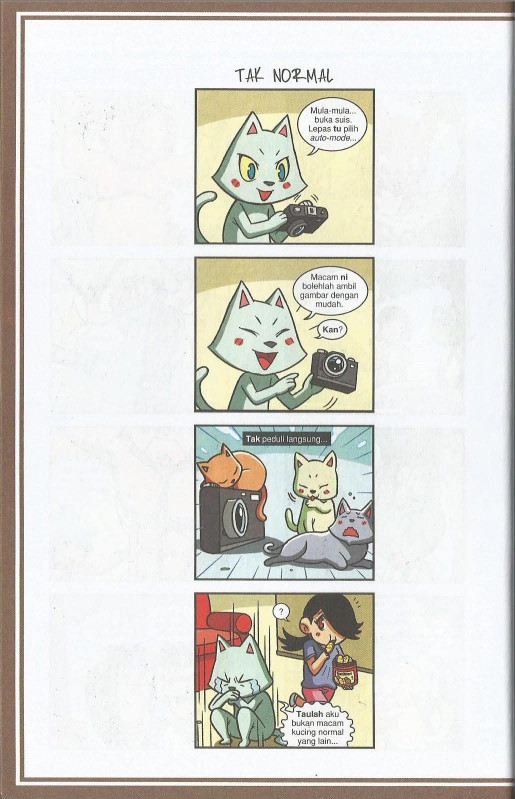 TAK NORMAL
Mula-mula...
buka suis.
Lepas tu pilih
auto-mode...
Macam ni
bolehlah ambil
gambar dengan
mudah.
Kan?
Tak peduli langsung...
?
Taulah aku
bukan macam
kucing normal
yang lain...